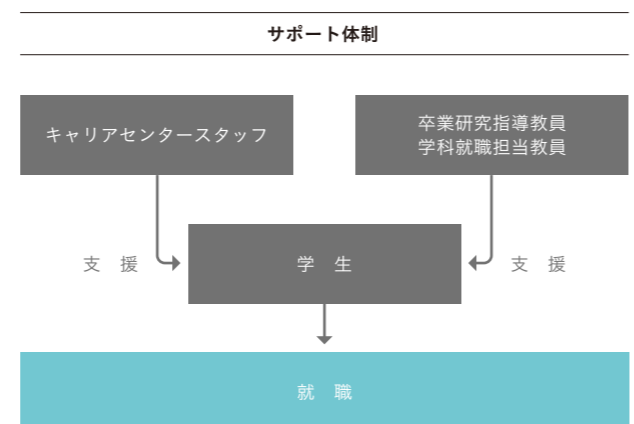 サポート体制
キャリアセンタースタッフ
卒業研究指導教員
学科就職担当教員
支　援
学　生
支　援
就　職